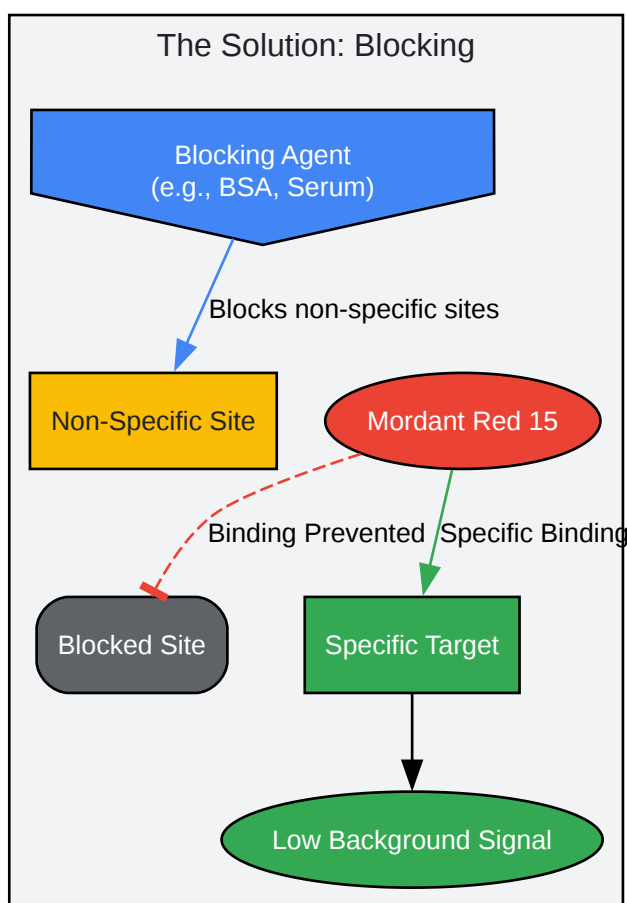 The Solution: Blocking
Blocking Agent
(e.g., BSA, Serum)
Blocks non-specific sites
Non-Specific Site
Mordant Red 15
Binding Prevented
Specific Binding
Blocked Site
Specific Target
Low Background Signal